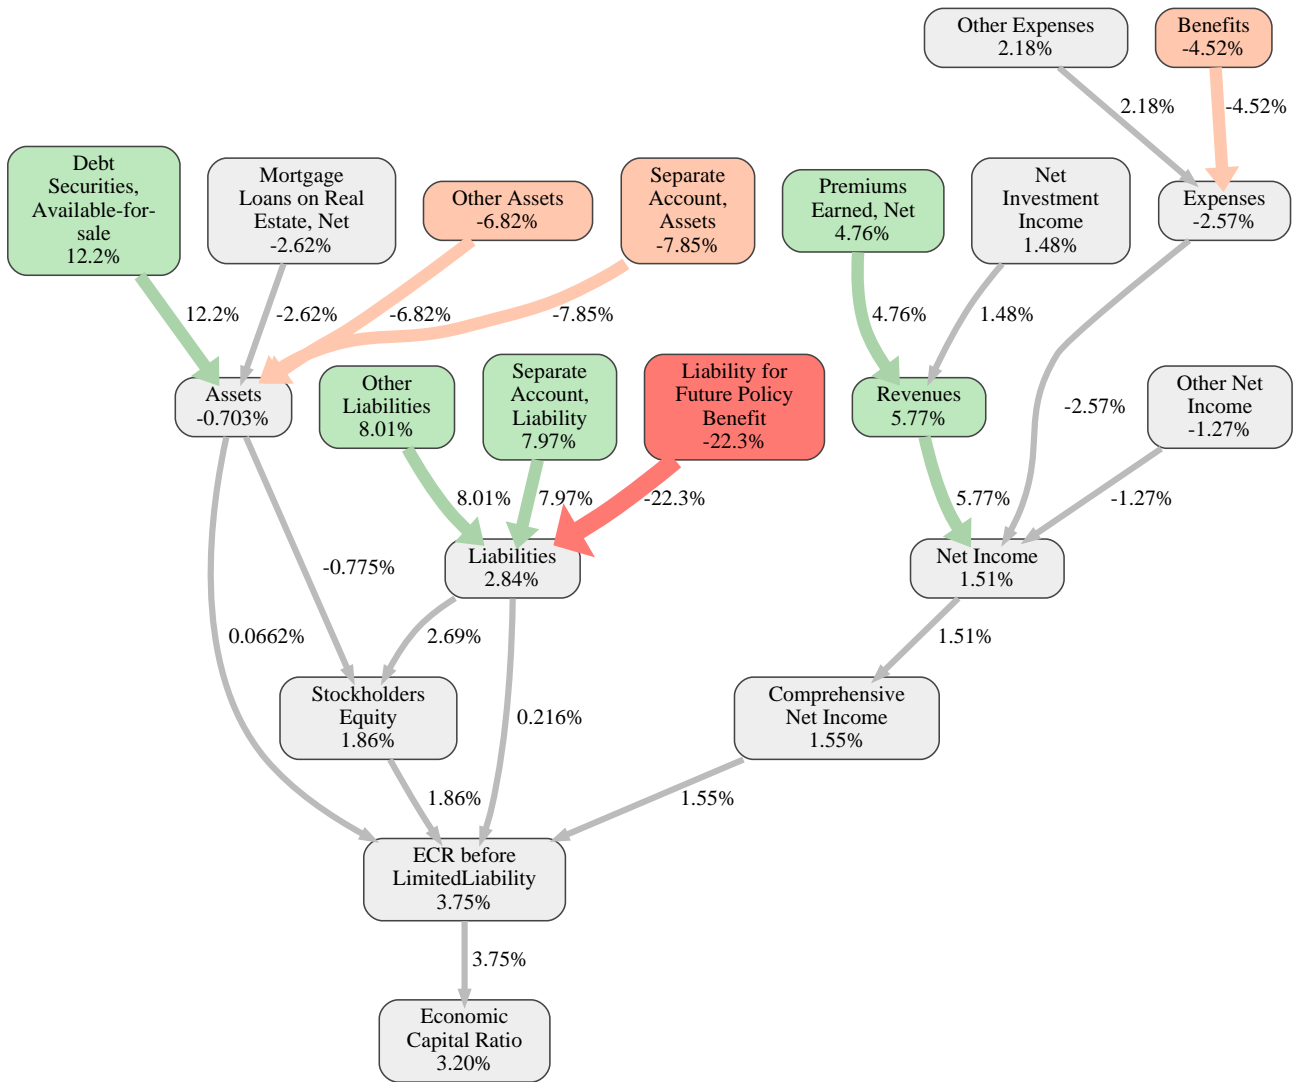 Other Expenses
2.18%
Benefits
-4.52%
2.18%
-4.52%
Debt
Securities,
Available-for-
sale
12.2%
Mortgage
Loans on Real
Estate, Net
-2.62%
Other Assets
-6.82%
Separate
Account,
Assets
-7.85%
Premiums
Earned, Net
4.76%
Net
Investment
Income
1.48%
Expenses
-2.57%
12.2%
-2.62%
-6.82%
-7.85%
4.76%
1.48%
Assets
-0.703%
Other
Liabilities
8.01%
Separate
Account,
Liability
7.97%
Liability for
Future Policy
Benefit
-22.3%
Revenues
5.77%
-2.57%
Other Net
Income
-1.27%
8.01%
7.97%
-22.3%
5.77%
-1.27%
-0.775%
Liabilities
2.84%
Net Income
1.51%
0.0662%
2.69%
1.51%
Stockholders
Equity
1.86%
0.216%
Comprehensive
Net Income
1.55%
1.86%
1.55%
ECR before
LimitedLiability
3.75%
3.75%
Economic
Capital Ratio
3.20%